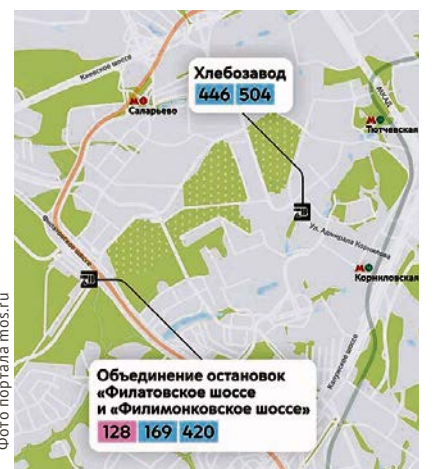 Киевское шоссе
Хлебозавод
446 504
МКАД
Саларьево
Тютчевская
Ул. Адмирала Корнилова
Филатовское шоссе
Корниловская
Калужское шоссе
Объединение остановок
«Филатовское шоссе
и «Филимонковское шоссе»
128 169 420
Фото портала mos.ru